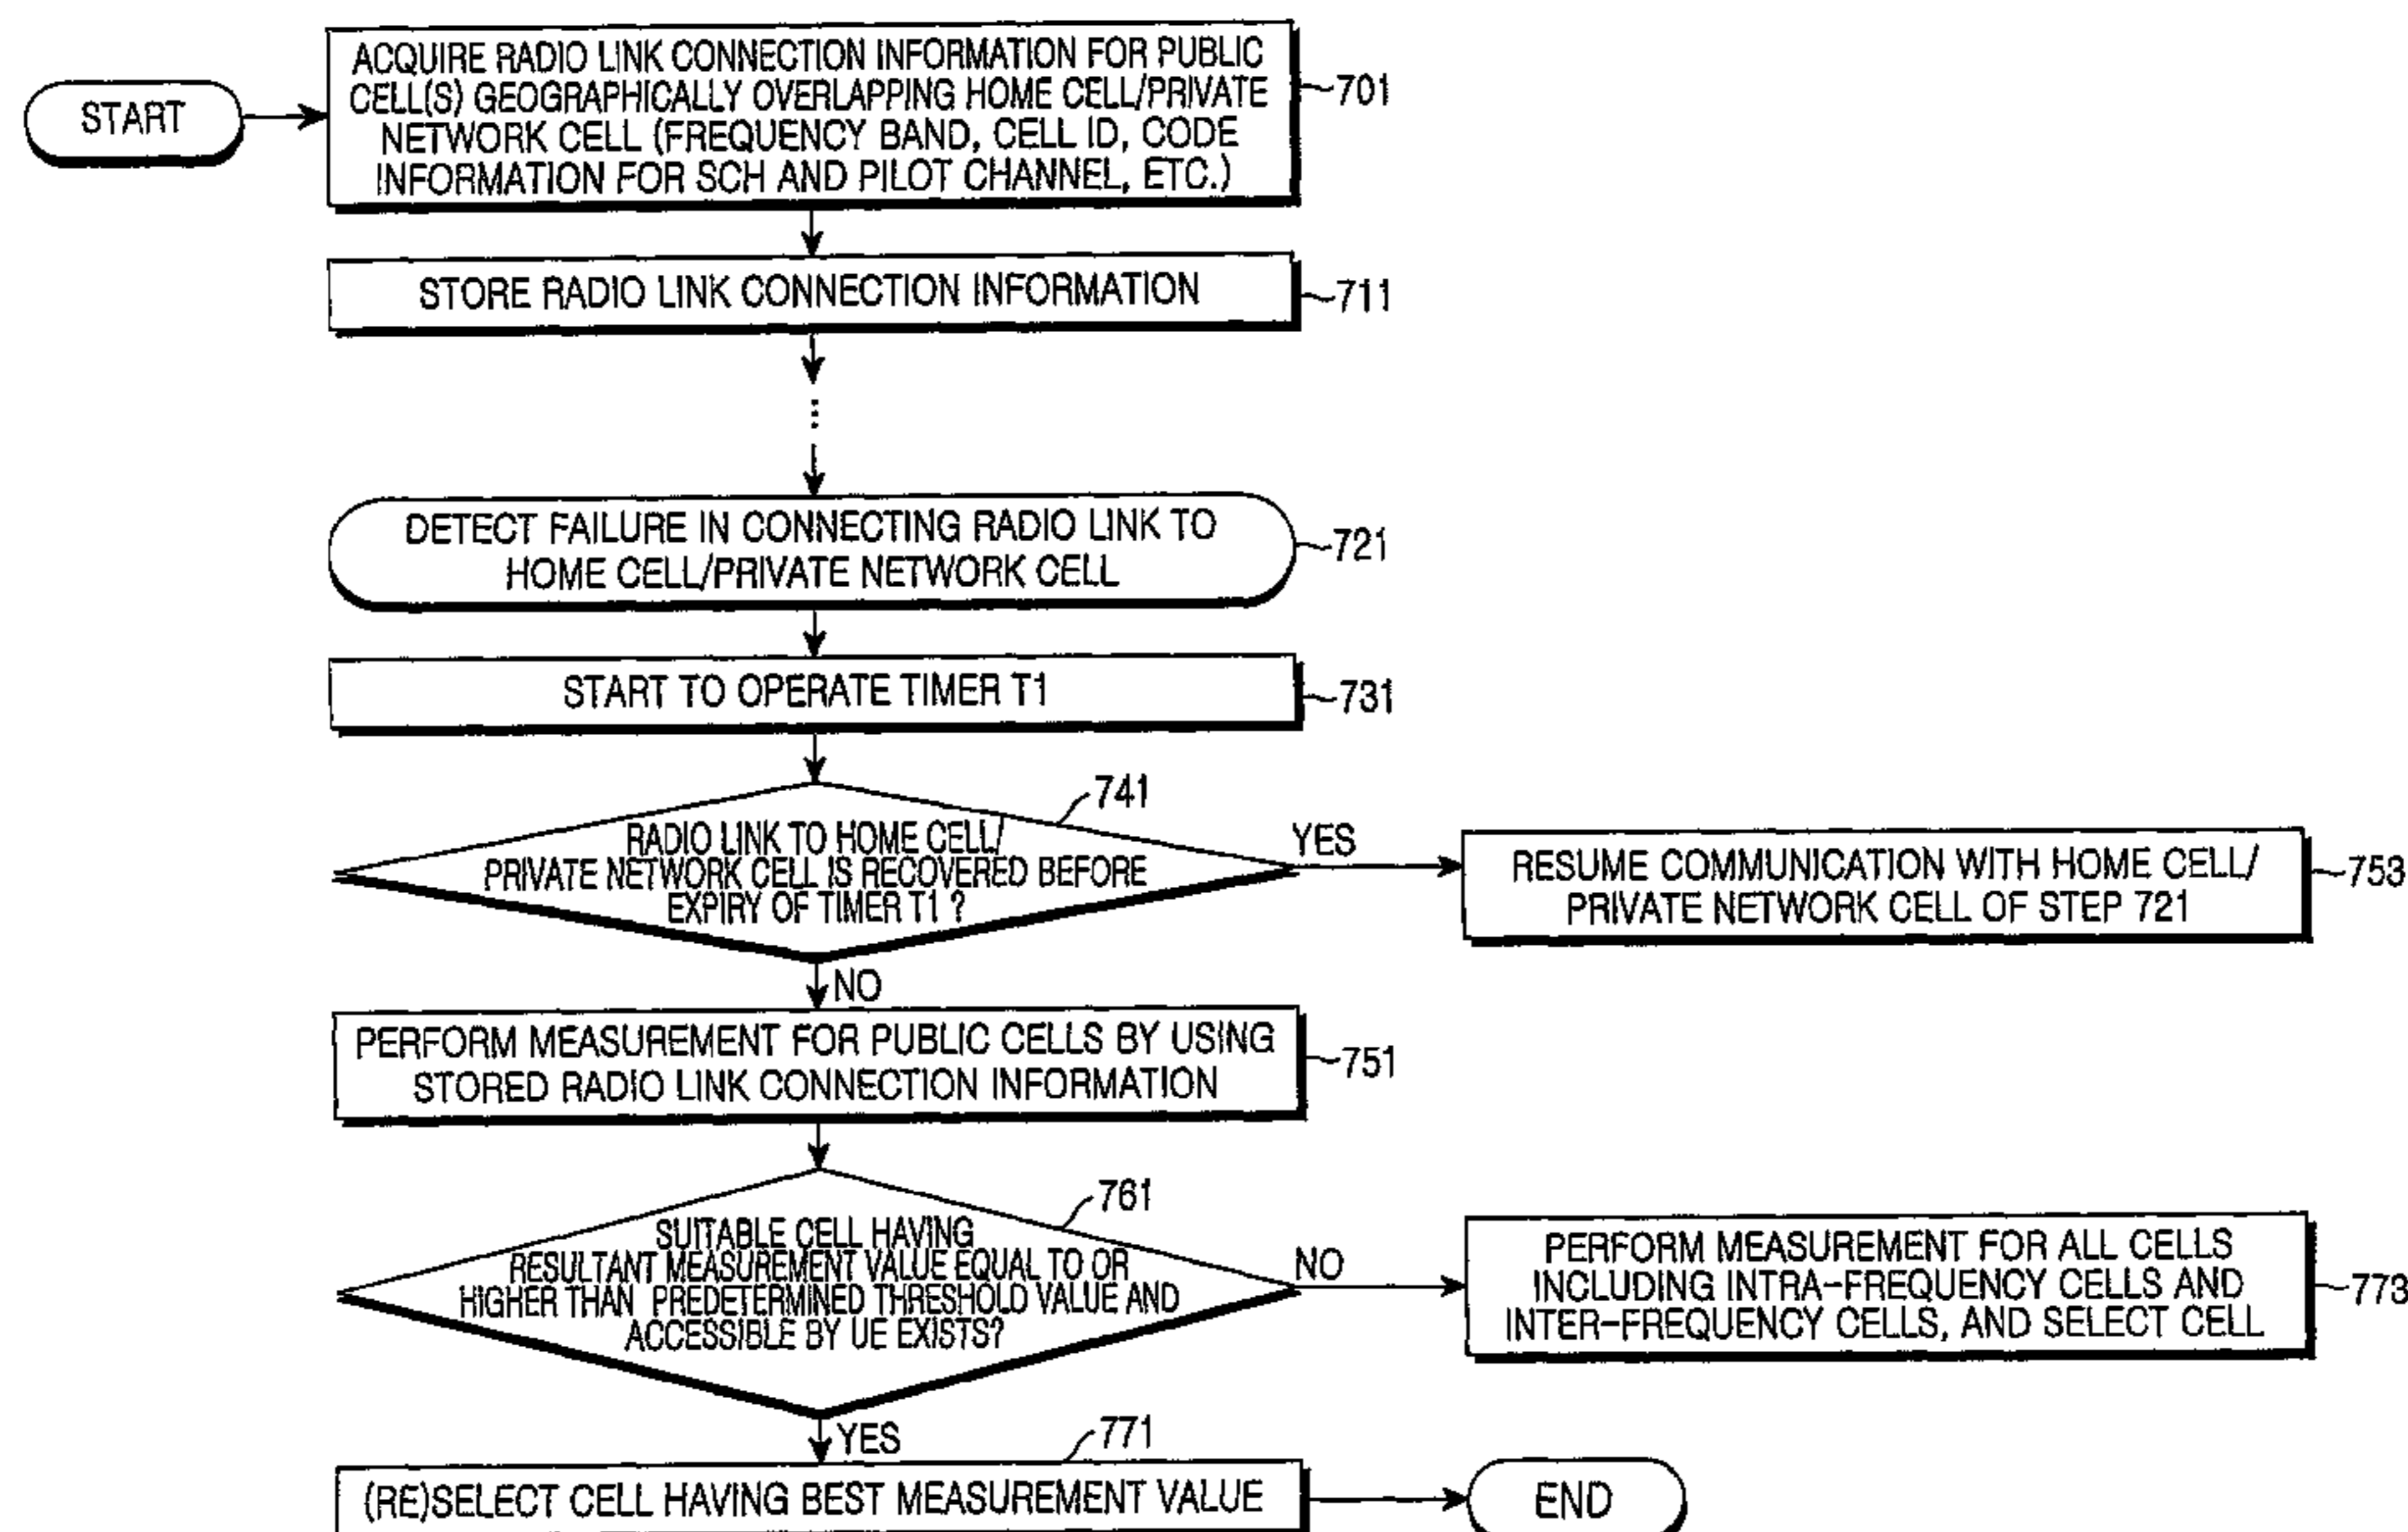 START
ACQUIRE RADIO LINK CONNECTION INFORMATION FOR PUBLIC
CELL(S) GEOGRAPHICALLY OVERLAPPING HOME CELL/PRIVATE
NETWORK CELL (FREQUENCY BAND, CELL ID, CODE
INFORMATION FOR SCH AND PILOT CHANNEL, ETC.)
701
STORE RADIO LINK CONNECTION INFORMATION
711
DETECT FAILURE IN CONNECTING RADIO LINK TO
HOME CELL/PRIVATE NETWORK CELL
721
START TO OPERATE TIMER T1
731
741
RADIO LINK TO HOME CELL/
PRIVATE NETWORK CELL IS RECOVERED BEFORE
EXPIRY OF TIMER T1 ?
YES
RESUME COMMUNICATION WITH HOME CELL/
PRIVATE NETWORK CELL OF STEP 721
753
NO
PERFORM MEASUREMENT FOR PUBLIC CELLS BY USING
STORED RADIO LINK CONNECTION INFORMATION
751
761
SUITABLE CELL HAVING
RESULTANT MEASUREMENT VALUE EQUAL TO OR
HIGHER THAN PREDETERMINED THRESHOLD VALUE AND
ACCESSIBLE BY UE EXISTS?
NO
PERFORM MEASUREMENT FOR ALL CELLS
INCLUDING INTRA-FREQUENCY CELLS AND
INTER-FREQUENCY CELLS, AND SELECT CELL
773
YES
771
(RE)SELECT CELL HAVING BEST MEASUREMENT VALUE
END